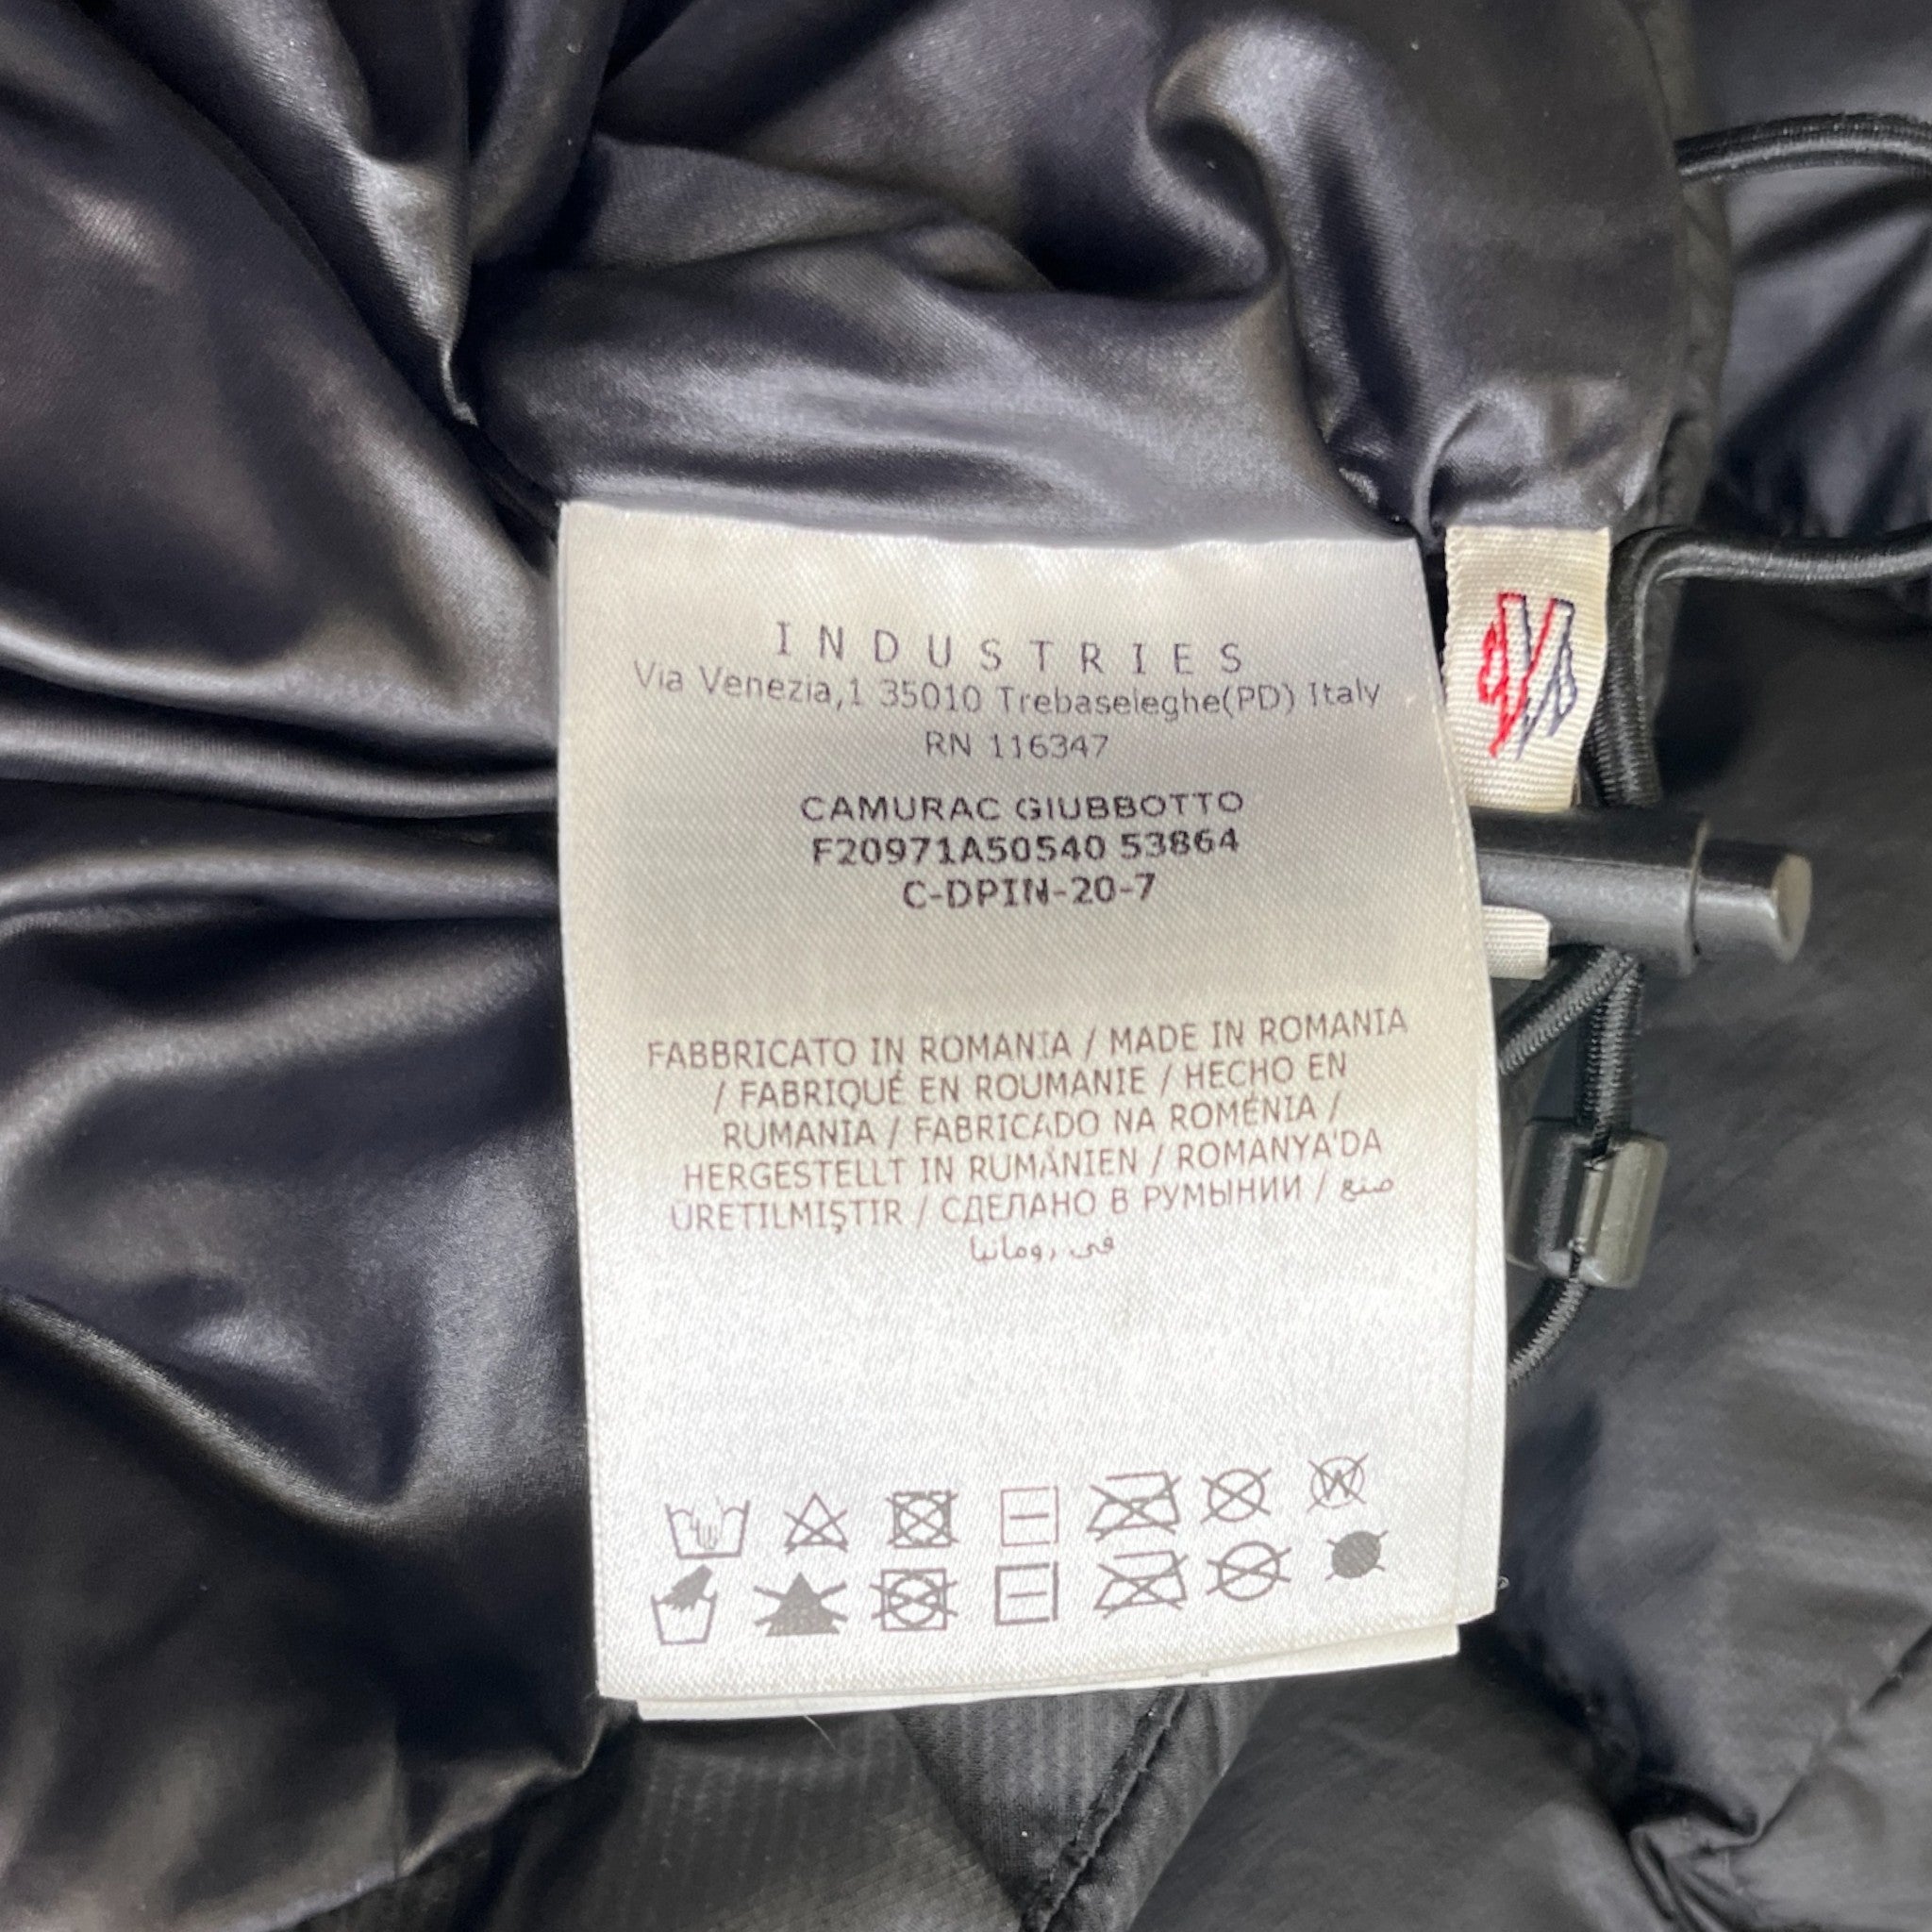 INDUSTRIES
Via Venezia,1 35010 Trebaseleghe(PD) Italy
RN 116347
CAMURAC GIUBBOTTO
F20971A50540 53864
C-DPIN-20-7
FABBRICATO IN ROMANIA / MADE IN ROMANIA
/ FABRIQUÉ EN ROUMANIE / HECHO EN
RUMANIA / FABRICADO NA ROMÉNIA /
HERGESTELLT IN RUMÄNIEN / ROMANYA'DA
ÜRETILMIŞTIR / СДЕЛАНО В РУМЫНИИ / صنع
في رومانيا
W